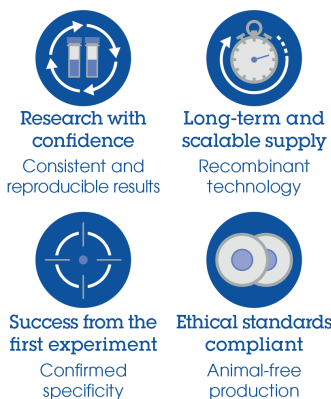 Research with
confidence
Consistent and
reproducible results
Long-term and
scalable supply
Recombinant
technology
Success from the
first experiment
Confirmed
specificity
Ethical standards
compliant
Animal-free
production